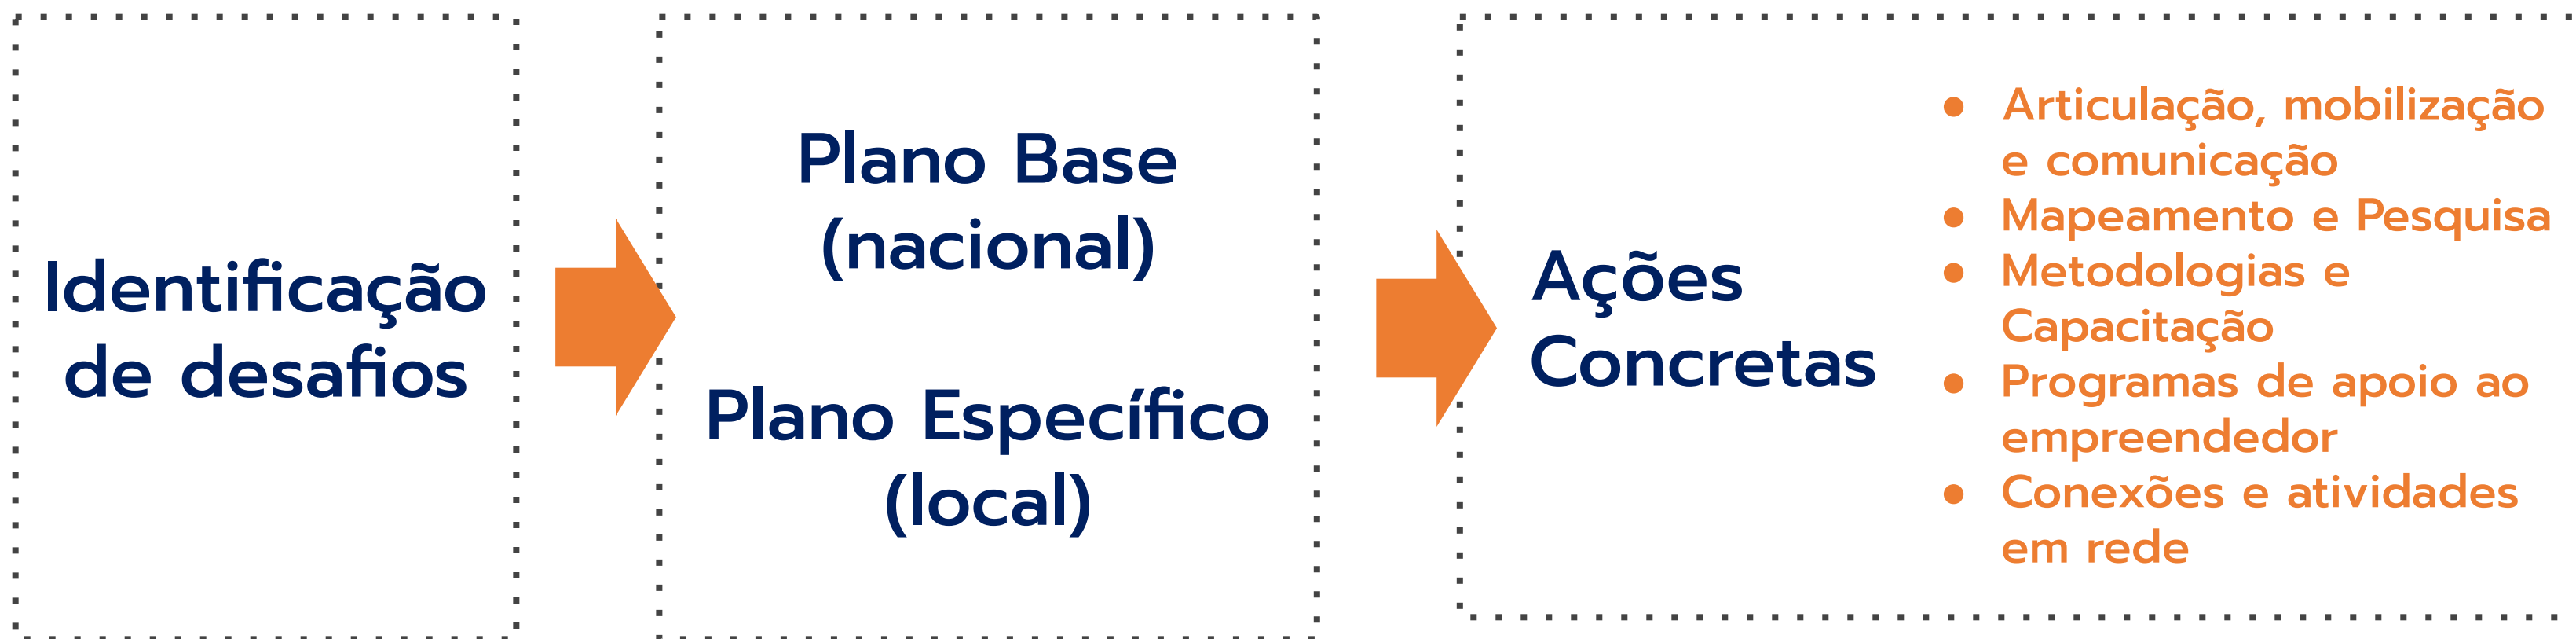 Identificação
de desafios
Plano Base
(nacional)
Plano Específico
(local)
Ações
Concretas
● Articulação, mobilização
e comunicação
● Mapeamento e Pesquisa
● Metodologias e
Capacitação
● Programas de apoio ao
empreendedor
● Conexões e atividades
em rede